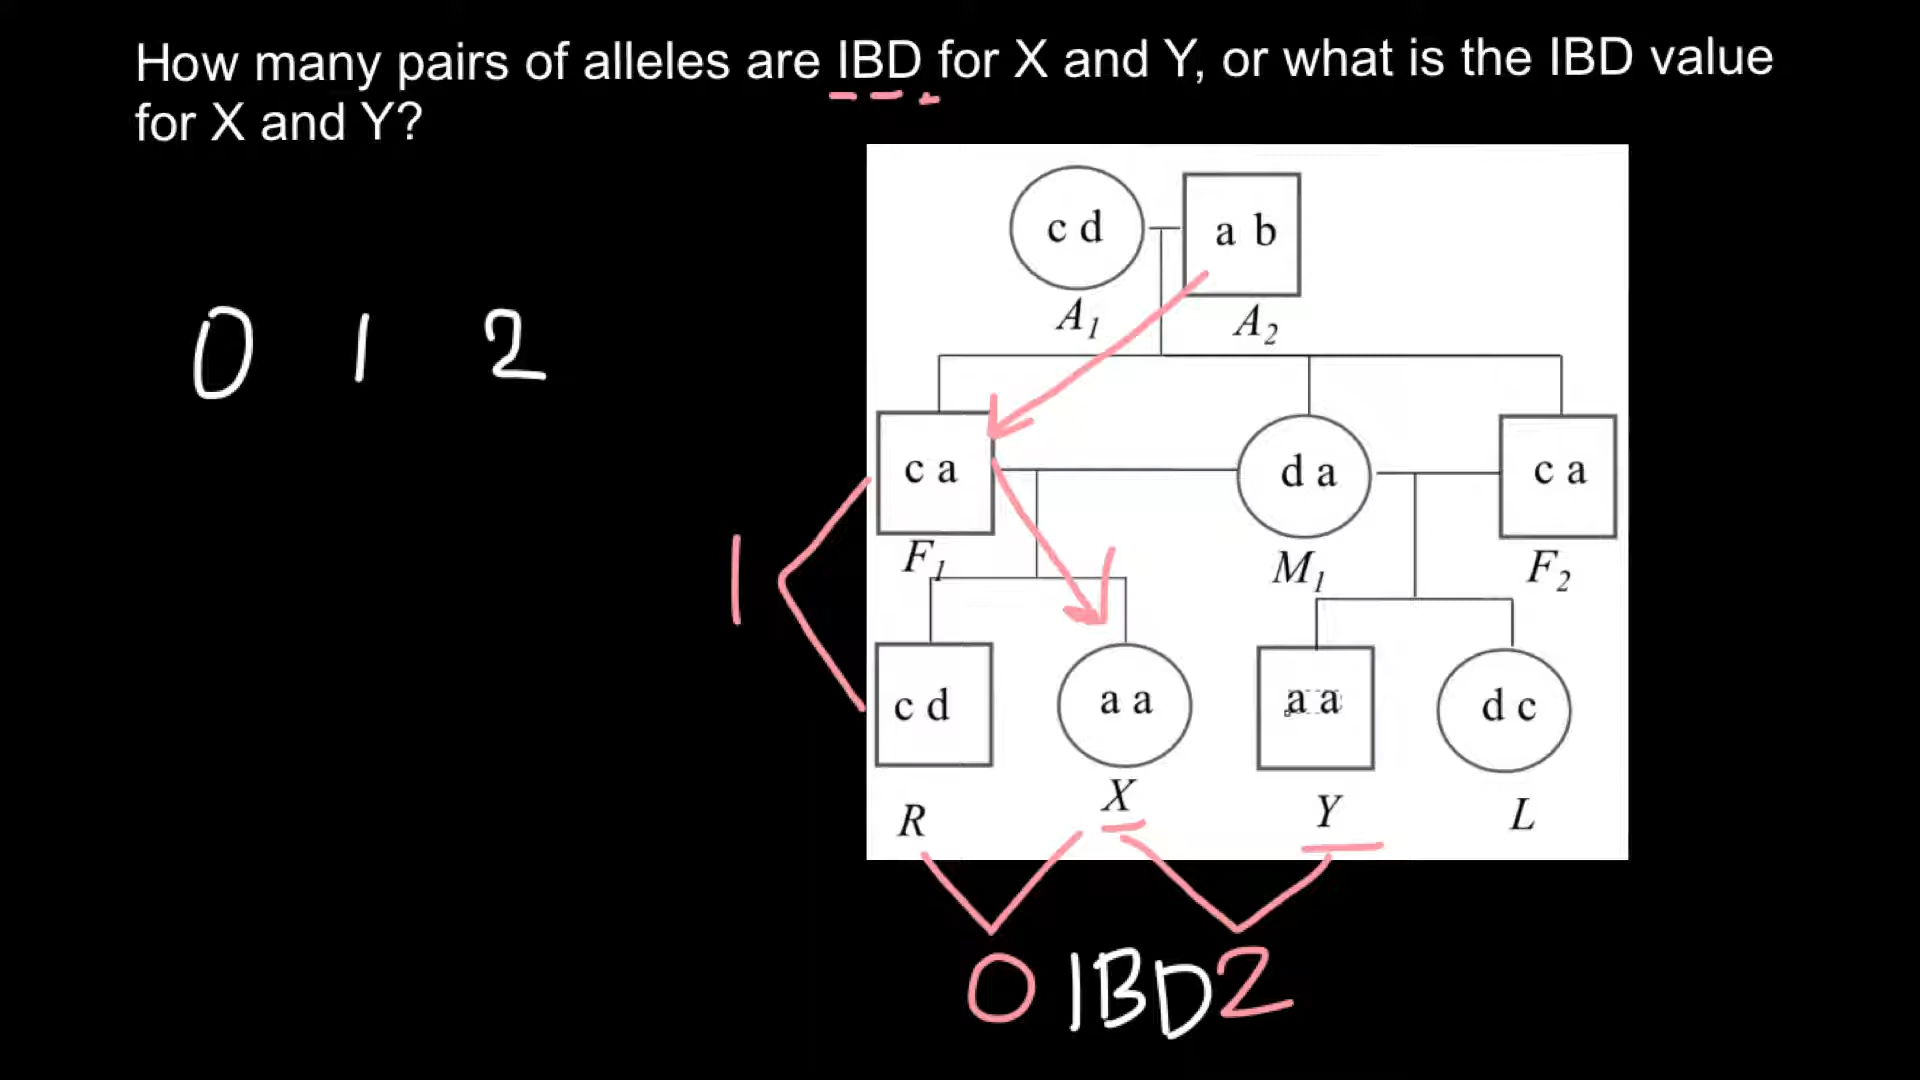 How many pairs of alleles are IBD for X and Y, or what is the IBD value
for X and Y?
c d
a b
A1
A2
0 1 2
c a
d a
c a
F1
M1
F2
1
c d
a a
a a
d c
R
X
Y
L
0 IBD 2